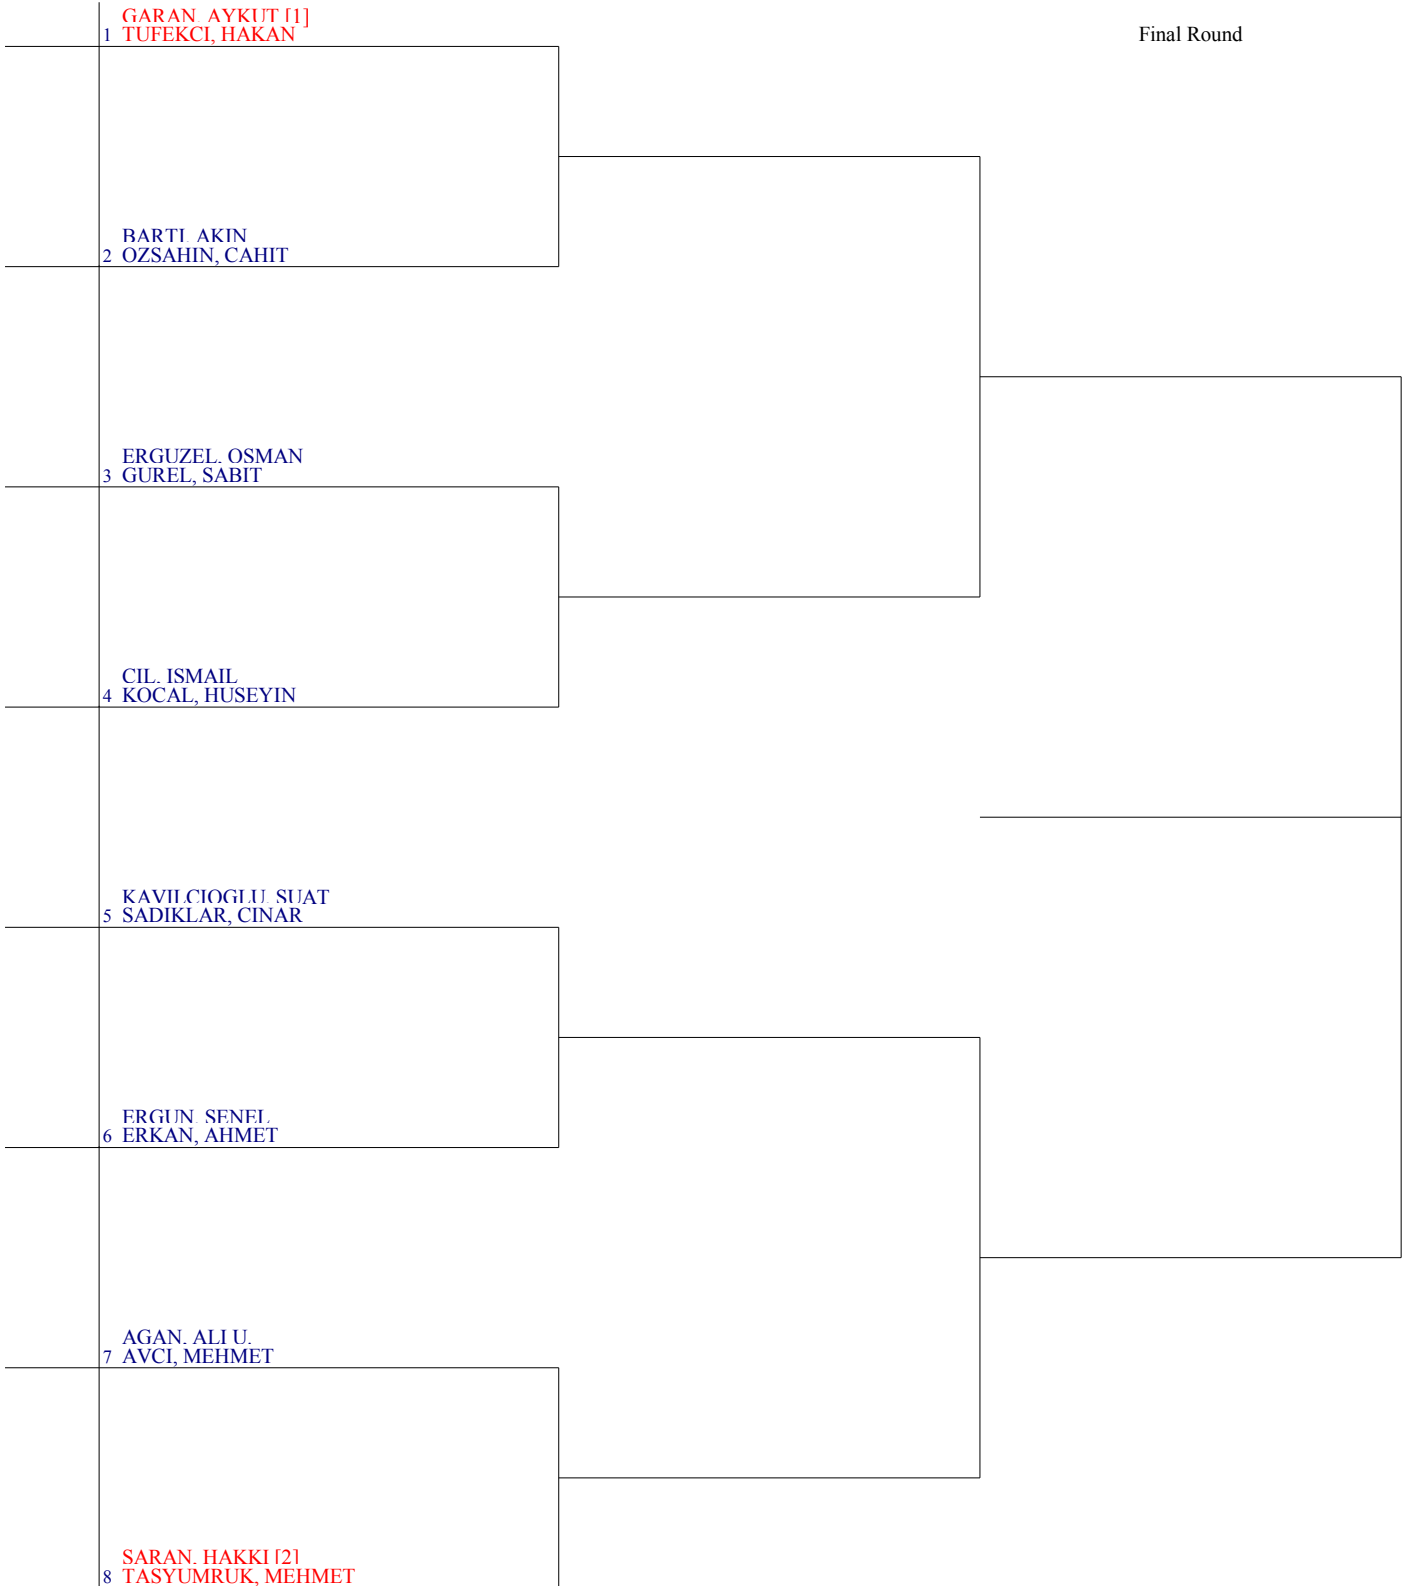 GARAN, AYKUT [1]
1 TUFEKCI, HAKAN
Final Round
BARTI, AKIN
2 OZSAHIN, CAHIT
ERGUZEL, OSMAN
3 GUREL, SABIT
CIL, ISMAIL
4 KOCAL, HUSEYIN
KAVILCIOGLU, SUAT
5 SADIKLAR, CINAR
ERGUN, SENEL
6 ERKAN, AHMET
AGAN, ALI U.
7 AVCI, MEHMET
SARAN, HAKKI [2]
8 TASYUMRUK, MEHMET